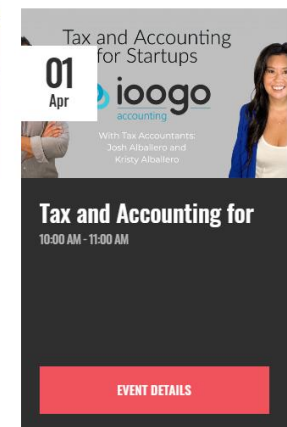 Tax and Accounting
for Startups
01
Apr
ioogo
accounting
With Tax Accountants:
Josh Alballero and
Kristy Alballero
Tax and Accounting for
10:00 AM - 11:00 AM
EVENT DETAILS